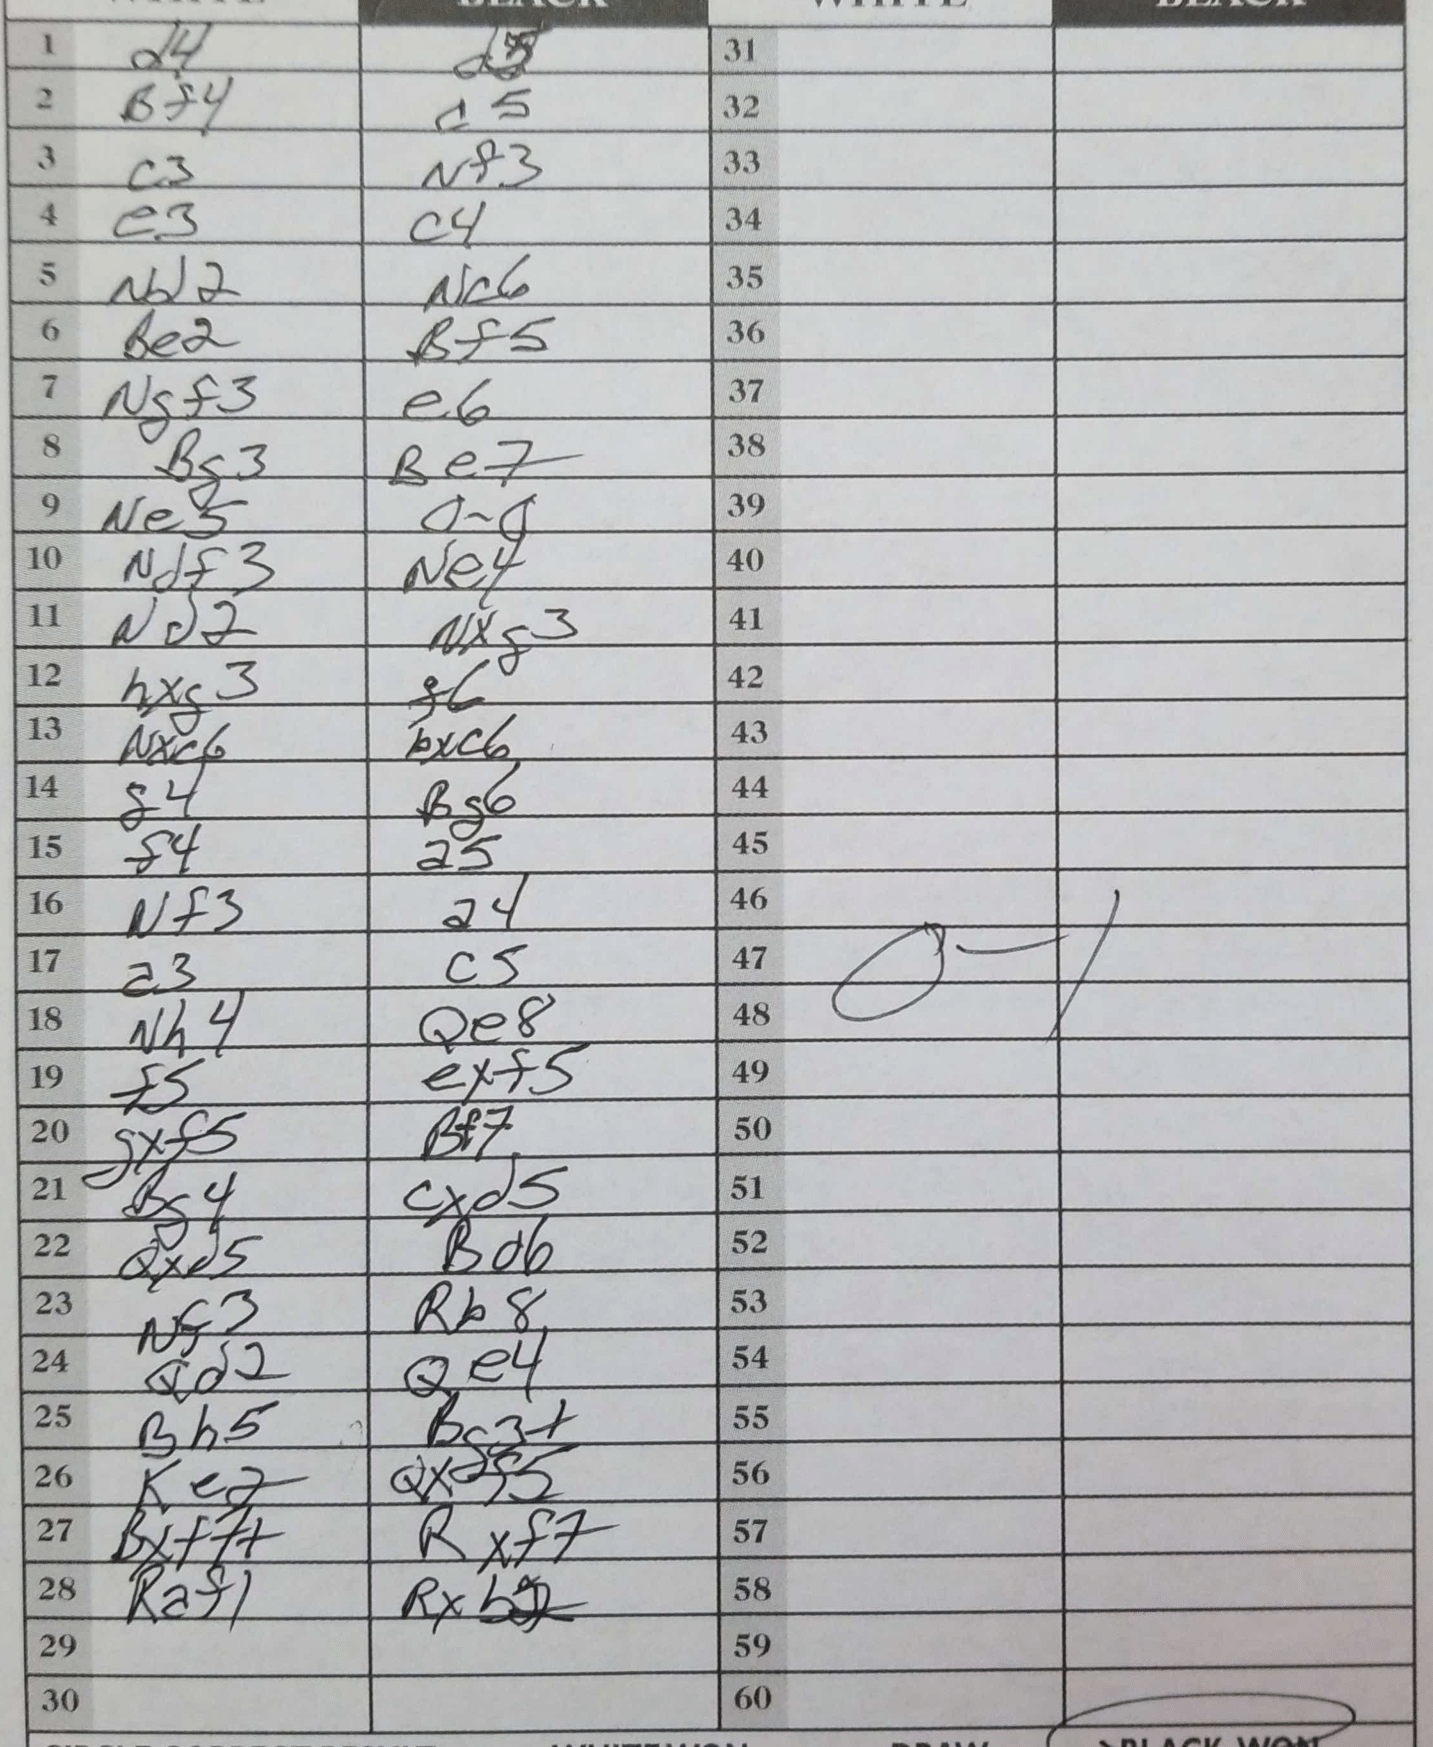 WHITE BLACK WHITE BLACK
1 d4 d5 31
2 Bf4 c5 32
3 c3 Nf3 33
4 e3 c4 34
5 Nbd2 Nc6 35
6 Be2 Bf5 36
7 Ngf3 e6 37
8 Bg3 Be7 38
9 Ne5 0-0 39
10 Ndf3 Ne4 40
11 Nd2 Nxg3 41
12 hxg3 f6 42
13 Nxc6 bxc6 43
14 g4 Bg6 44
15 f4 a5 45
16 Nf3 a4 46
17 a3 c5 47 0-1
18 Nh4 Qe8 48
19 f5 exf5 49
20 gxf5 Bf7 50
21 Bg4 cxd5 51
22 Qxd5 Bd6 52
23 Nf3 Rb8 53
24 Qd2 Qe4 54
25 Bh5 Bg3+ 55
26 Ke2 Qxf5 56
27 Bxf7+ Rxf7 57
28 Raf1 Rxb2 58
29 59
30 60
CIRCLE CORRECT RESULT WHITE WON DRAW BLACK WON